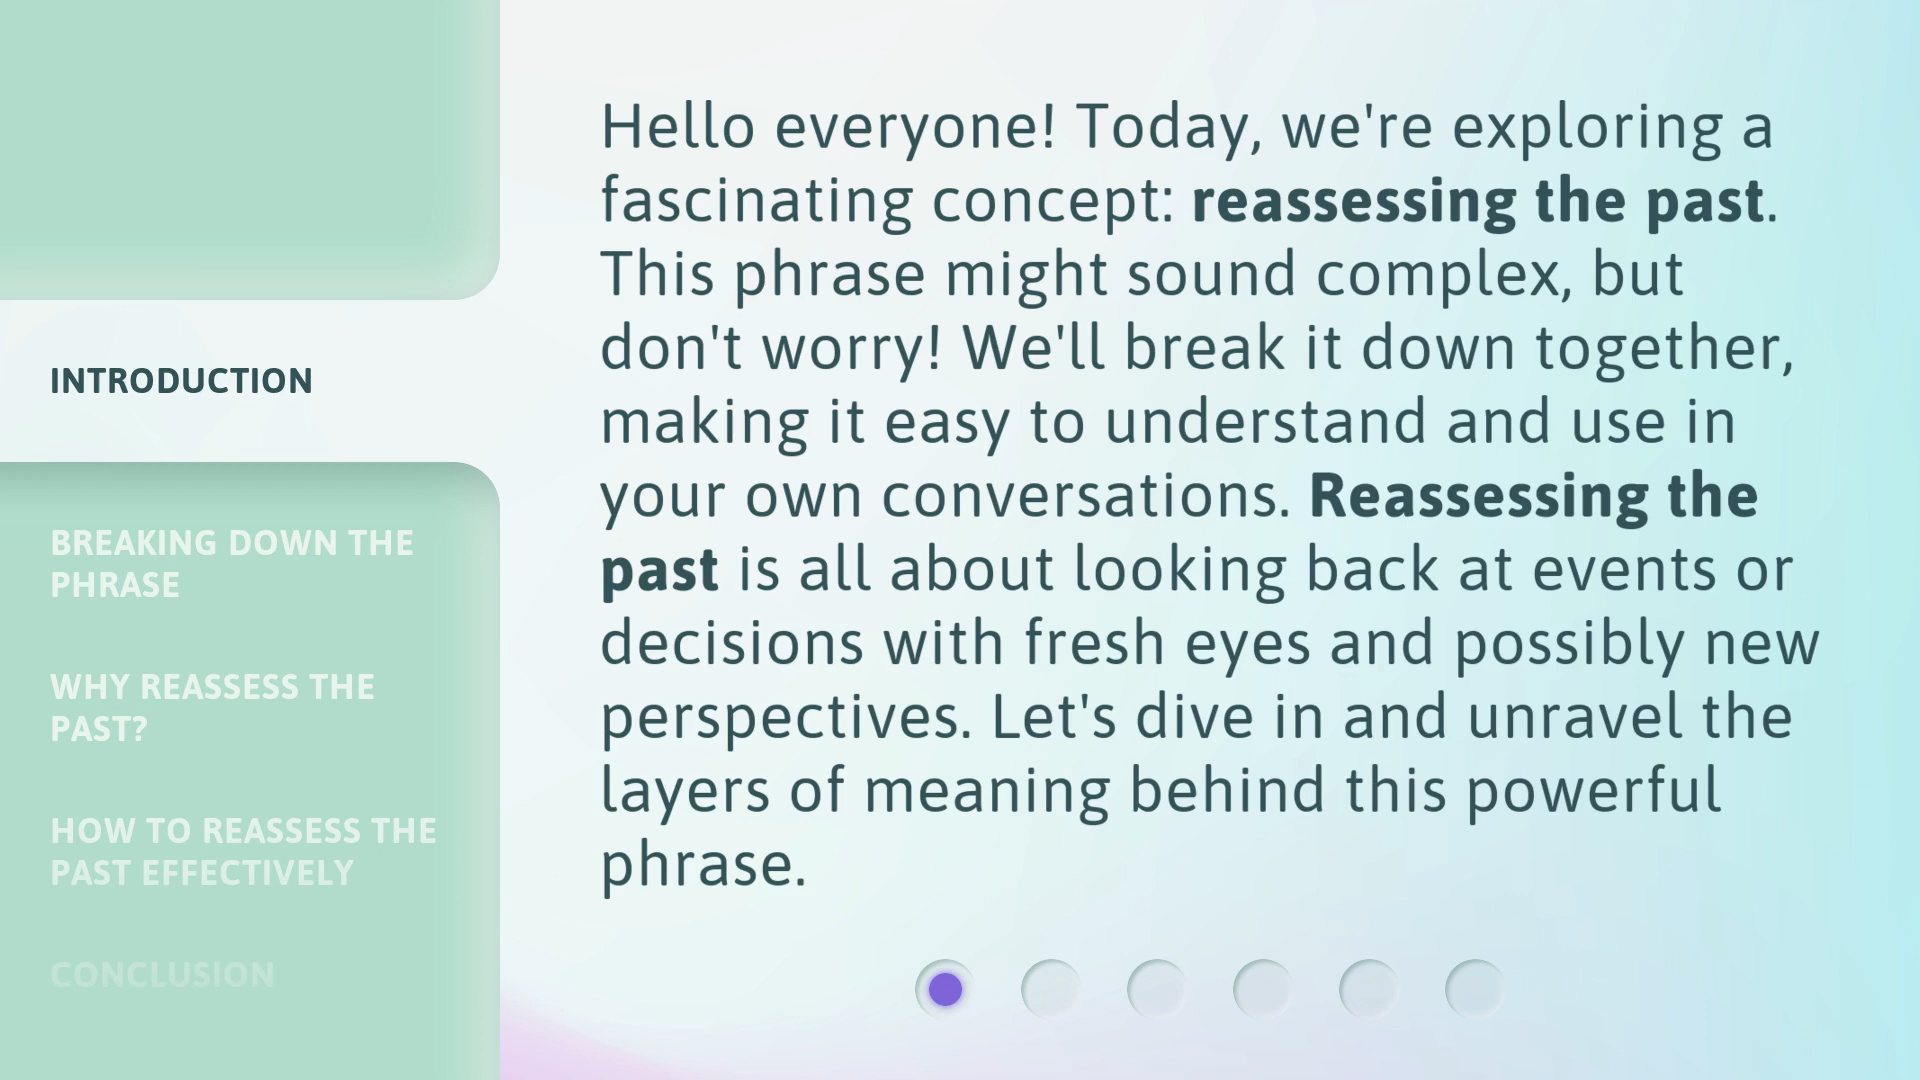 INTRODUCTION
BREAKING DOWN THE
PHRASE
WHY REASSESS THE
PAST?
HOW TO REASSESS THE
PAST EFFECTIVELY
CONCLUSION
Hello everyone! Today, we're exploring a
fascinating concept: reassessing the past.
This phrase might sound complex, but
don't worry! We'll break it down together,
making it easy to understand and use in
your own conversations. Reassessing the
past is all about looking back at events or
decisions with fresh eyes and possibly new
perspectives. Let's dive in and unravel the
layers of meaning behind this powerful
phrase.